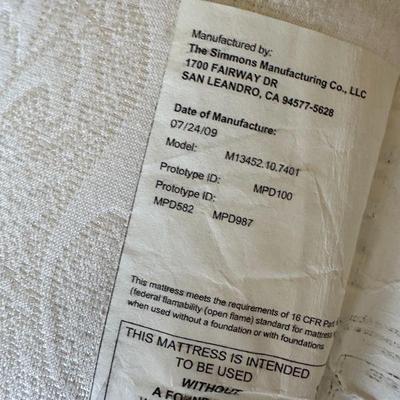 Manufactured by:
The Simmons Manufacturing Co., LLC
1700 FAIRWAY DR
SAN LEANDRO, CA 94577-5628
Date of Manufacture:
07/24/09
Model: M13452.10.7401
Prototype ID: MPD100
Prototype ID:
MPD582 MPD987
This mattress meets the requirements of 16 CFR Part
(federal flamability (open flame) standard for mattress
when used without a foundation or with foundations
THIS MATTRESS IS INTENDED
TO BE USED
WITHOUT